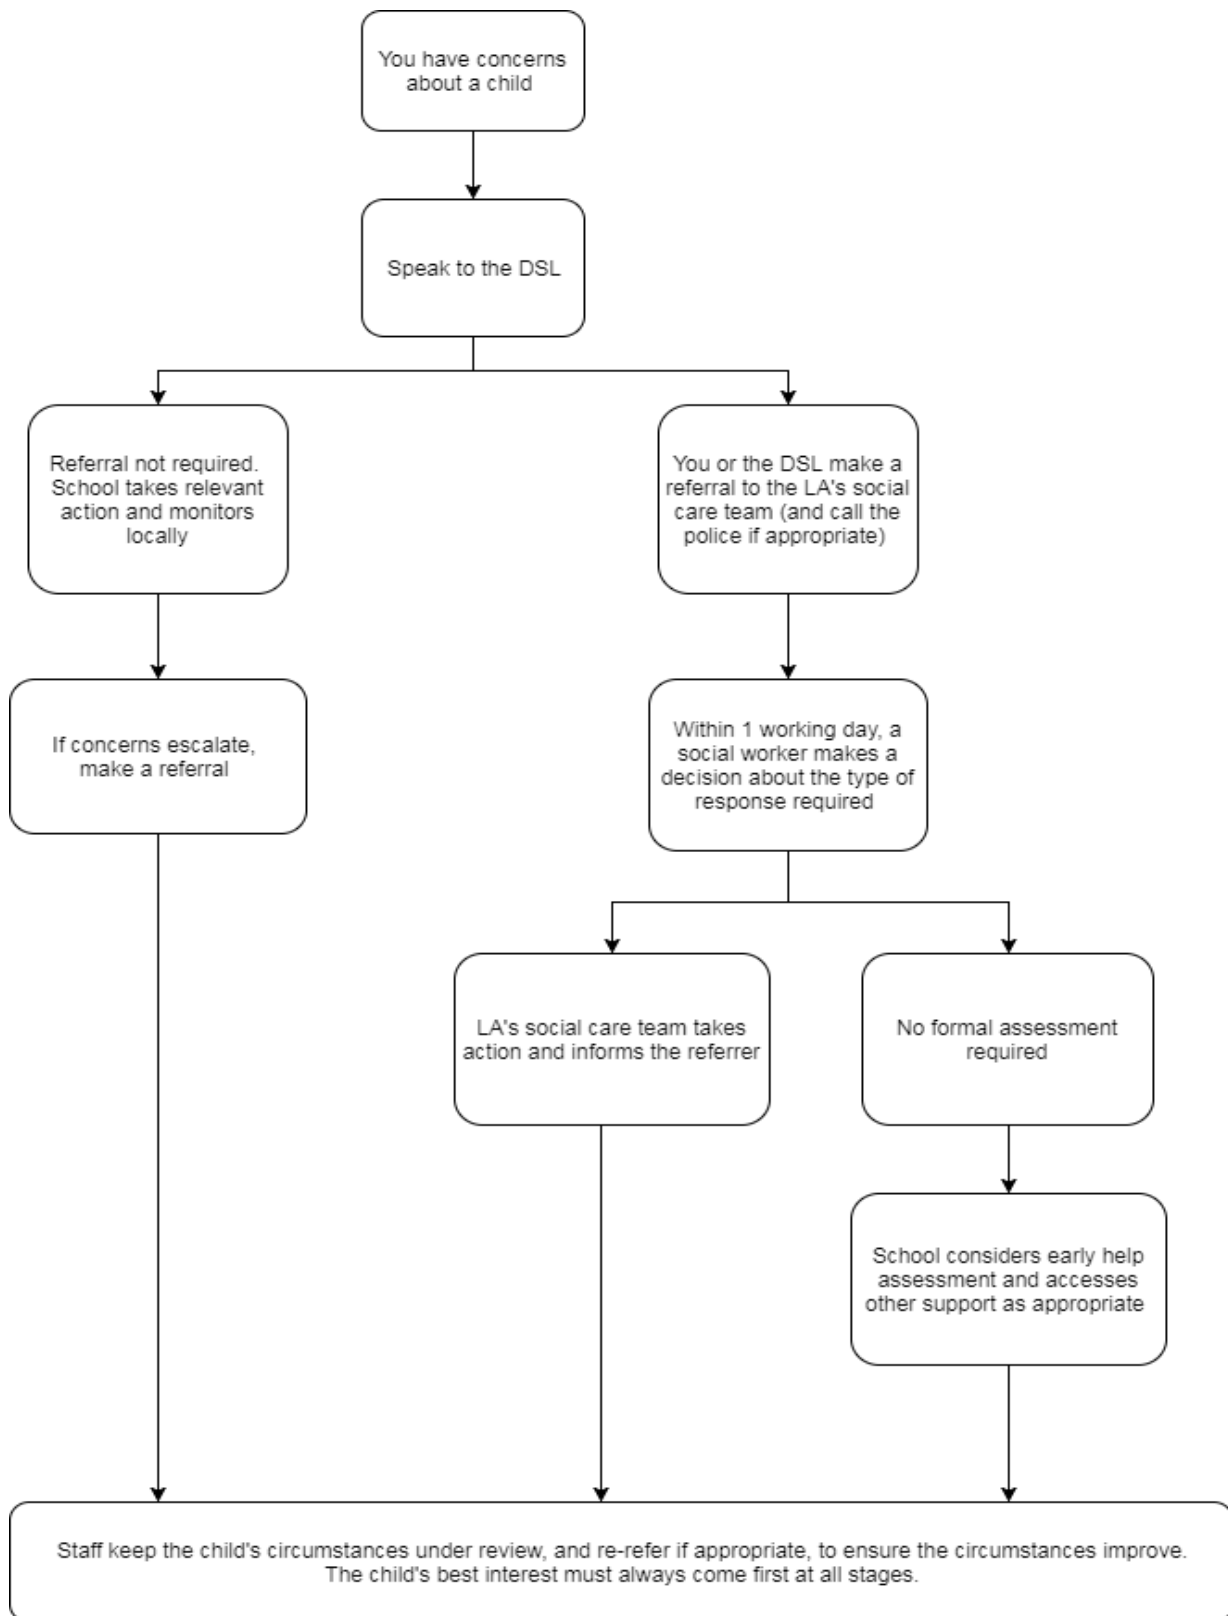 You have concerns
about a child
Speak to the DSL
Referral not required.
School takes relevant
action and monitors
locally
You or the DSL make a
referral to the LA's social
care team (and call the
police if appropriate)
If concerns escalate,
make a referral
Within 1 working day, a
social worker makes a
decision about the type of
response required
LA's social care team takes
action and informs the referrer
No formal assessment
required
School considers early help
assessment and accesses
other support as appropriate
Staff keep the child's circumstances under review, and re-refer if appropriate, to ensure the circumstances improve.
The child's best interest must always come first at all stages.